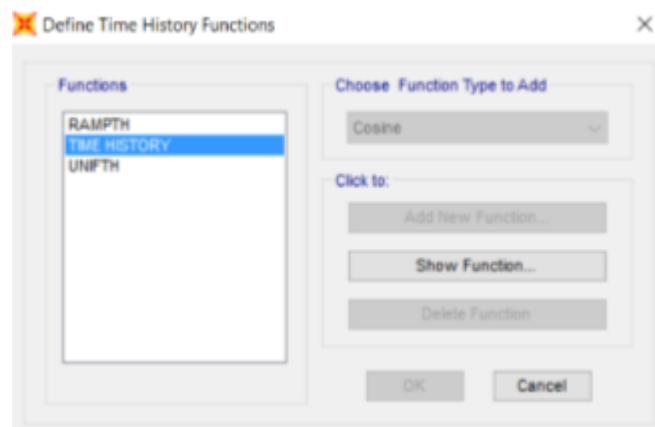 Define Time History Functions
Functions
RAMPTH
TIME HISTORY
UNIFTH
Choose Function Type to Add
Cosine
Click to:
Add New Function...
Show Function...
Delete Function
OK
Cancel